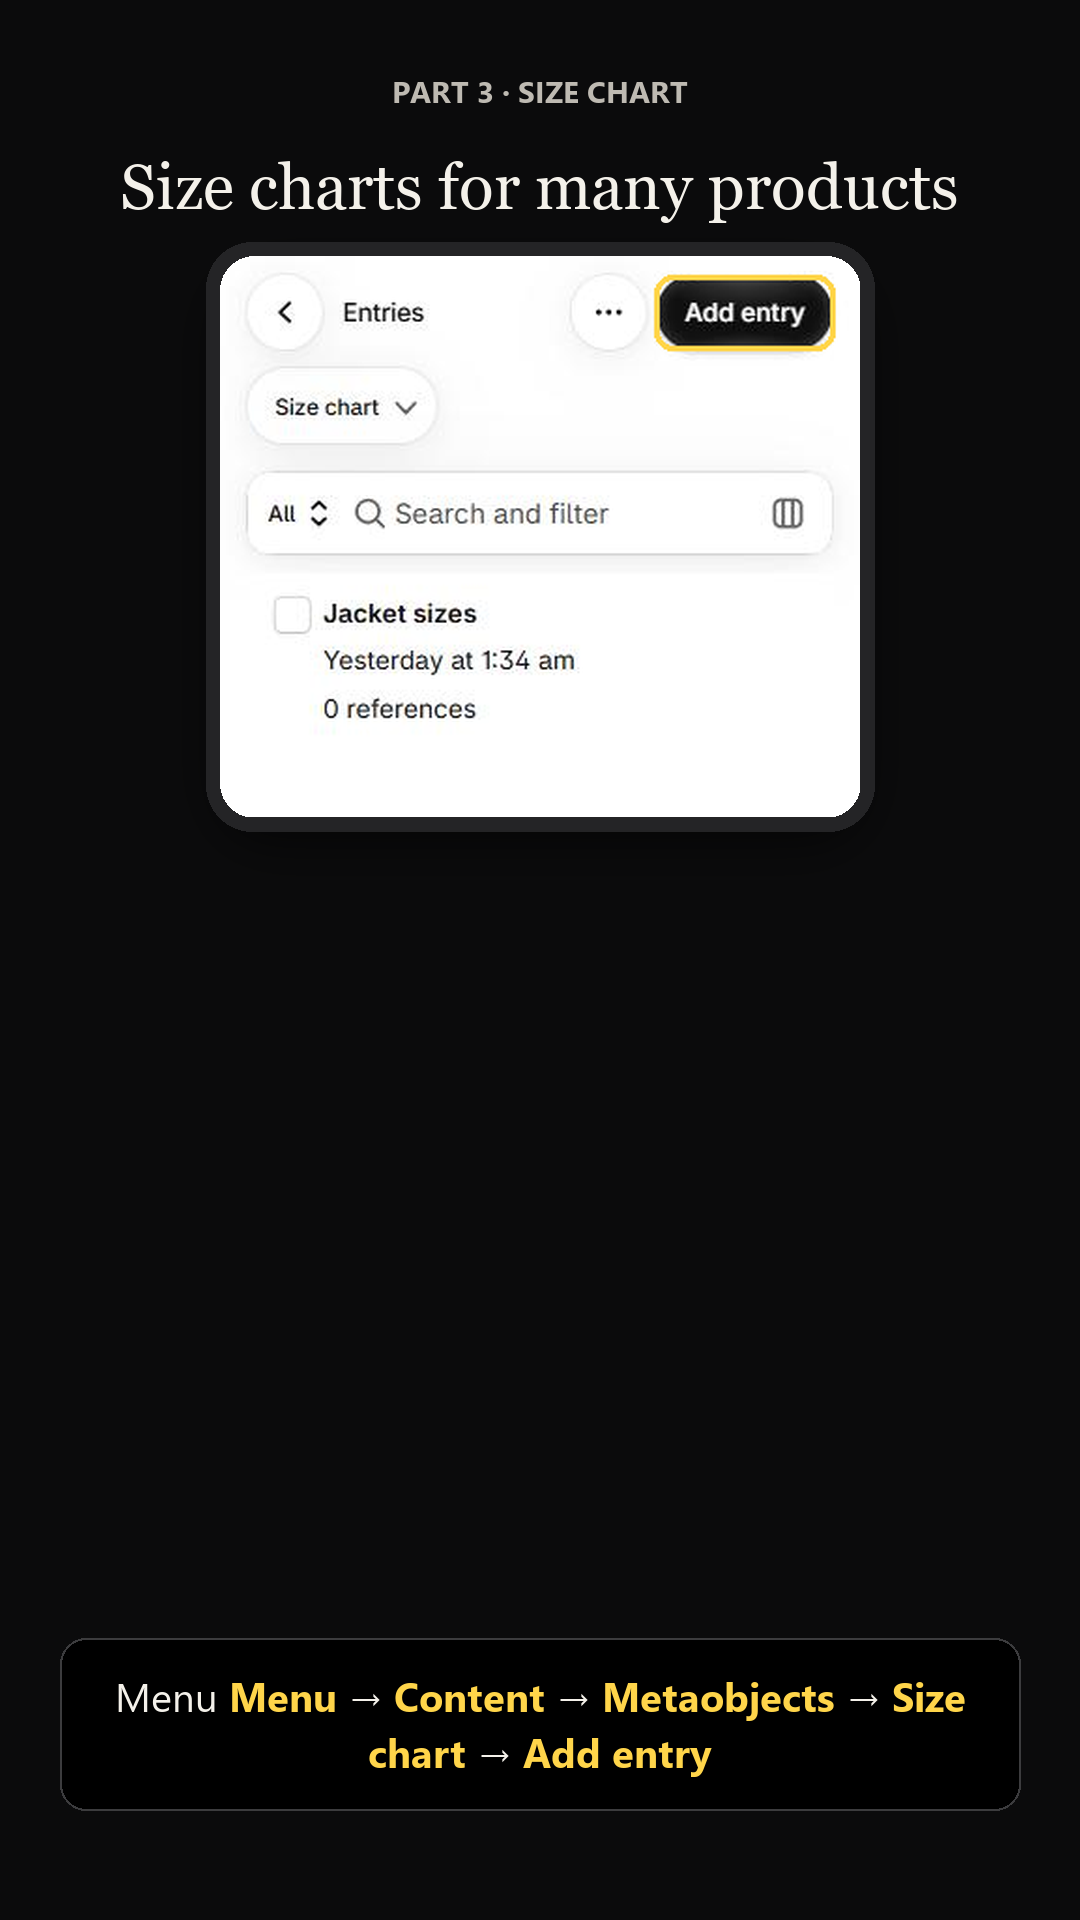 PART 3 · SIZE CHART
Size charts for many products
Entries
Add entry
Size chart
All
Search and filter
Jacket sizes
Yesterday at 1:34 am
0 references
Menu Menu → Content → Metaobjects → Size
chart → Add entry